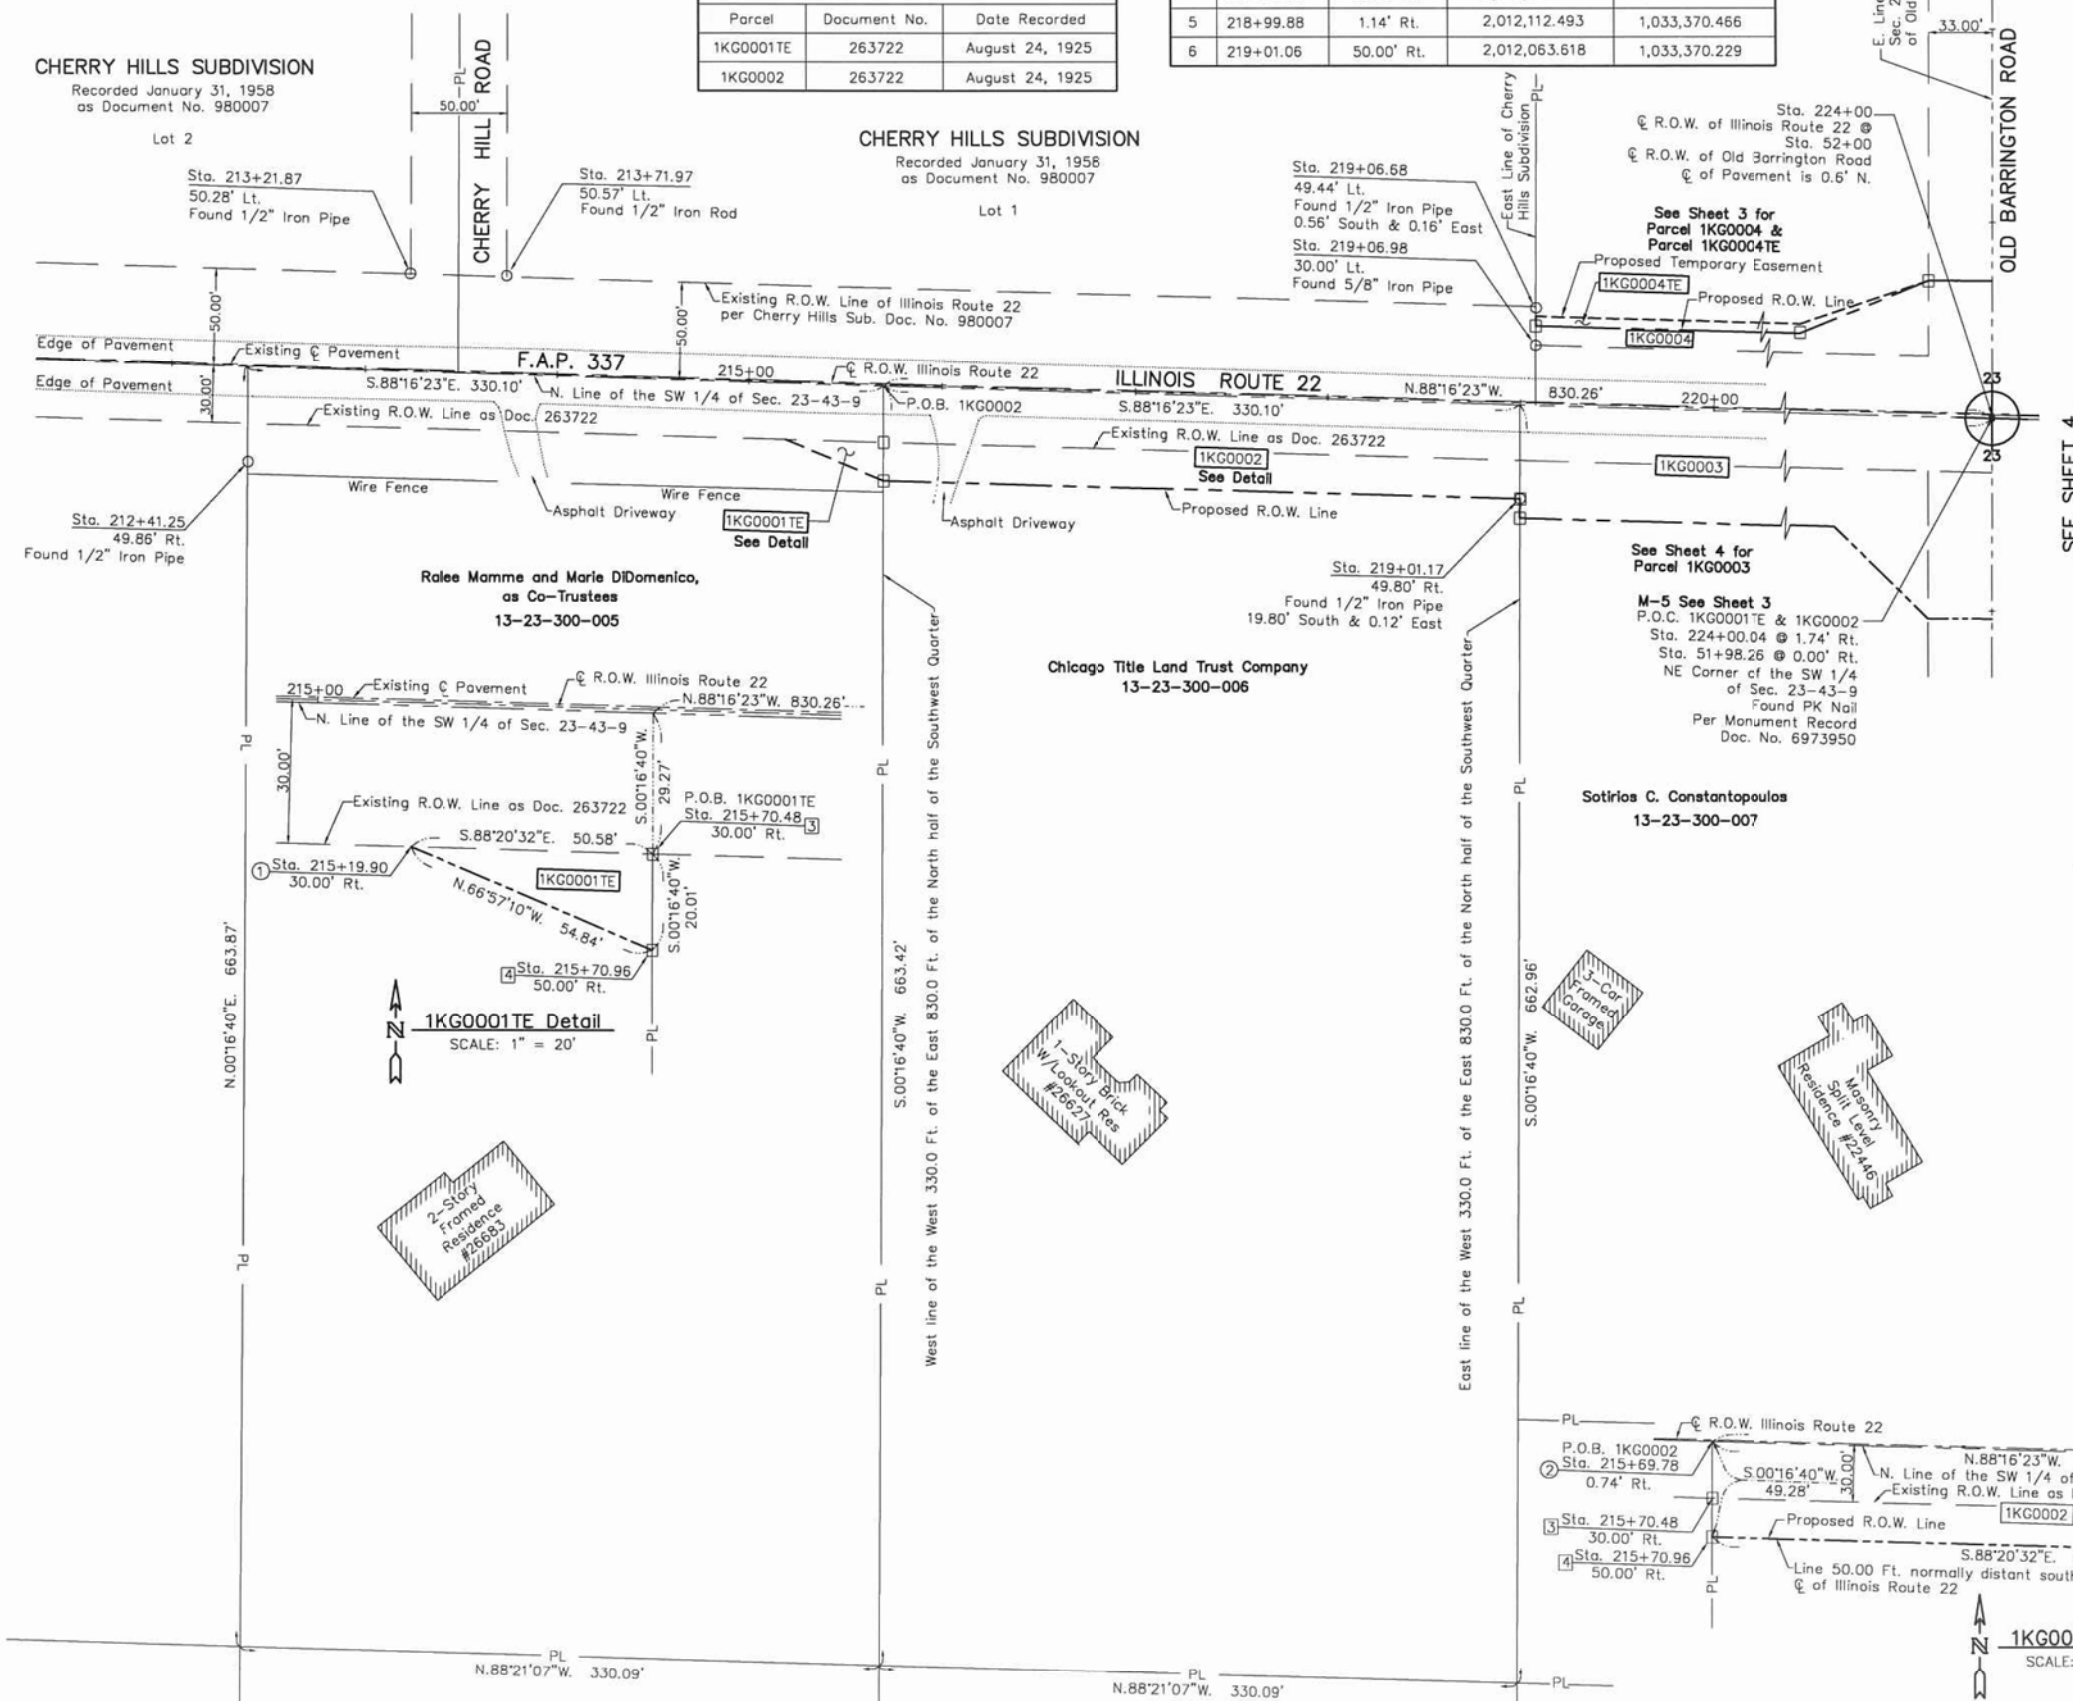 Parcel Document No. Date Recorded
1KG0001TE 263722 August 24, 1925
1KG0002 263722 August 24, 1925
5 218+99.88 1.14' Rt. 2,012,112.493 1,033,370.466
6 219+01.06 50.00' Rt. 2,012,063.618 1,033,370.229
CHERRY HILLS SUBDIVISION
Recorded January 31, 1958
as Document No. 980007
Lot 2
Sta. 213+21.87
50.28' Lt.
Found 1/2" Iron Pipe
PL
50.00'
CHERRY HILL ROAD
Sta. 213+71.97
50.57' Lt.
Found 1/2" Iron Rod
CHERRY HILLS SUBDIVISION
Recorded January 31, 1958
as Document No. 980007
Lot 1
Sta. 219+06.68
49.44' Lt.
Found 1/2" Iron Pipe
0.56' South & 0.16' East
Sta. 219+06.98
30.00' Lt.
Found 5/8" Iron Pipe
East Line of Cherry
Hills Subdivision
PL
E. Line
Sec. 2
of Old
33.00'
OLD BARRINGTON ROAD
Sta. 224+00
℄ R.O.W. of Illinois Route 22 @
Sta. 52+00
℄ R.O.W. of Old Barrington Road
℄ of Pavement is 0.6' N.
See Sheet 3 for
Parcel 1KG0004 &
Parcel 1KG0004TE
Proposed Temporary Easement
1KG0004TE
Proposed R.O.W. Line
1KG0004
50.00'
50.00'
Existing R.O.W. Line of Illinois Route 22
per Cherry Hills Sub. Doc. No. 980007
Edge of Pavement
Existing ℄ Pavement
F.A.P. 337
215+00
℄ R.O.W. Illinois Route 22
ILLINOIS ROUTE 22
N.88°16'23"W. 830.26'
220+00
23
23
Edge of Pavement
30.00'
S.88°16'23"E. 330.10'
N. Line of the SW 1/4 of Sec. 23-43-9
P.O.B. 1KG0002
S.88°16'23"E. 330.10'
Existing R.O.W. Line as Doc. 263722
Existing R.O.W. Line as Doc. 263722
1KG0002
See Detail
1KG0003
SEE SHEET 4
Wire Fence
Wire Fence
Sta. 212+41.25
49.86' Rt.
Found 1/2" Iron Pipe
Asphalt Driveway
1KG0001TE
See Detail
Asphalt Driveway
Proposed R.O.W. Line
Sta. 219+01.17
49.80' Rt.
Found 1/2" Iron Pipe
19.80' South & 0.12' East
See Sheet 4 for
Parcel 1KG0003
M-5 See Sheet 3
P.O.C. 1KG0001TE & 1KG0002
Sta. 224+00.04 @ 1.74' Rt.
Sta. 51+98.26 @ 0.00' Rt.
NE Corner of the SW 1/4
of Sec. 23-43-9
Found PK Nail
Per Monument Record
Doc. No. 6973950
Ralee Mamme and Marie DiDomenico,
as Co-Trustees
13-23-300-005
Chicago Title Land Trust Company
13-23-300-006
Sotirios C. Constantopoulos
13-23-300-007
215+00
Existing ℄ Pavement
℄ R.O.W. Illinois Route 22
N.88°16'23"W. 830.26'
N. Line of the SW 1/4 of Sec. 23-43-9
30.00'
S.00°16'40"W.
29.27'
Existing R.O.W. Line as Doc. 263722
P.O.B. 1KG0001TE
Sta. 215+70.48 3
30.00' Rt.
S.88°20'32"E. 50.58'
1 Sta. 215+19.90
30.00' Rt.
1KG0001TE
N.66°57'10"W. 54.84'
S.00°16'40"W.
20.01'
4 Sta. 215+70.96
50.00' Rt.
N
1KG0001TE Detail
SCALE: 1" = 20'
PL
PL
PL
N.00°16'40"E. 663.87'
PL
S.00°16'40"W. 663.42'
PL
West line of the West 330.0 Ft. of the East 830.0 Ft. of the North half of the Southwest Quarter
East line of the West 330.0 Ft. of the East 830.0 Ft. of the North half of the Southwest Quarter
PL
S.00°16'40"W. 662.96'
PL
2-Story
Framed
Residence
#26683
1-Story Brick
W/Lookout Res
#26627
3-Car
Framed
Garage
Masonry
Split Level
Residence #22446
PL
℄ R.O.W. Illinois Route 22
P.O.B. 1KG0002
2 Sta. 215+69.78
0.74' Rt.
S.00°16'40"W.
49.28'
30.00'
N.88°16'23"W.
N. Line of the SW 1/4 of
Existing R.O.W. Line as
1KG0002
3 Sta. 215+70.48
30.00' Rt.
Proposed R.O.W. Line
4 Sta. 215+70.96
50.00' Rt.
S.88°20'32"E.
Line 50.00 Ft. normally distant south
℄ of Illinois Route 22
PL
N
1KG00
SCALE:
PL
N.88°21'07"W. 330.09'
PL
N.88°21'07"W. 330.09'
PL